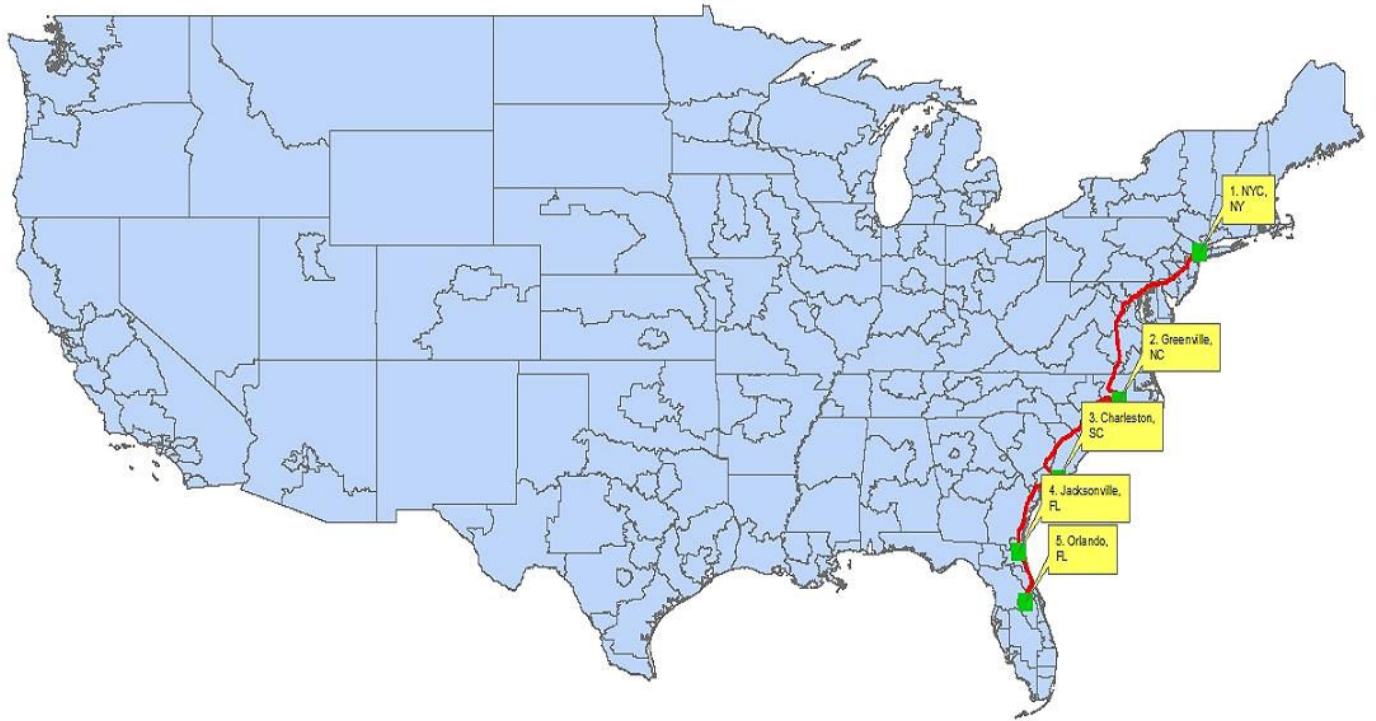 1. NYC,
NY
2. Greenville,
NC
3. Charleston,
SC
4. Jacksonville,
FL
5. Orlando,
FL